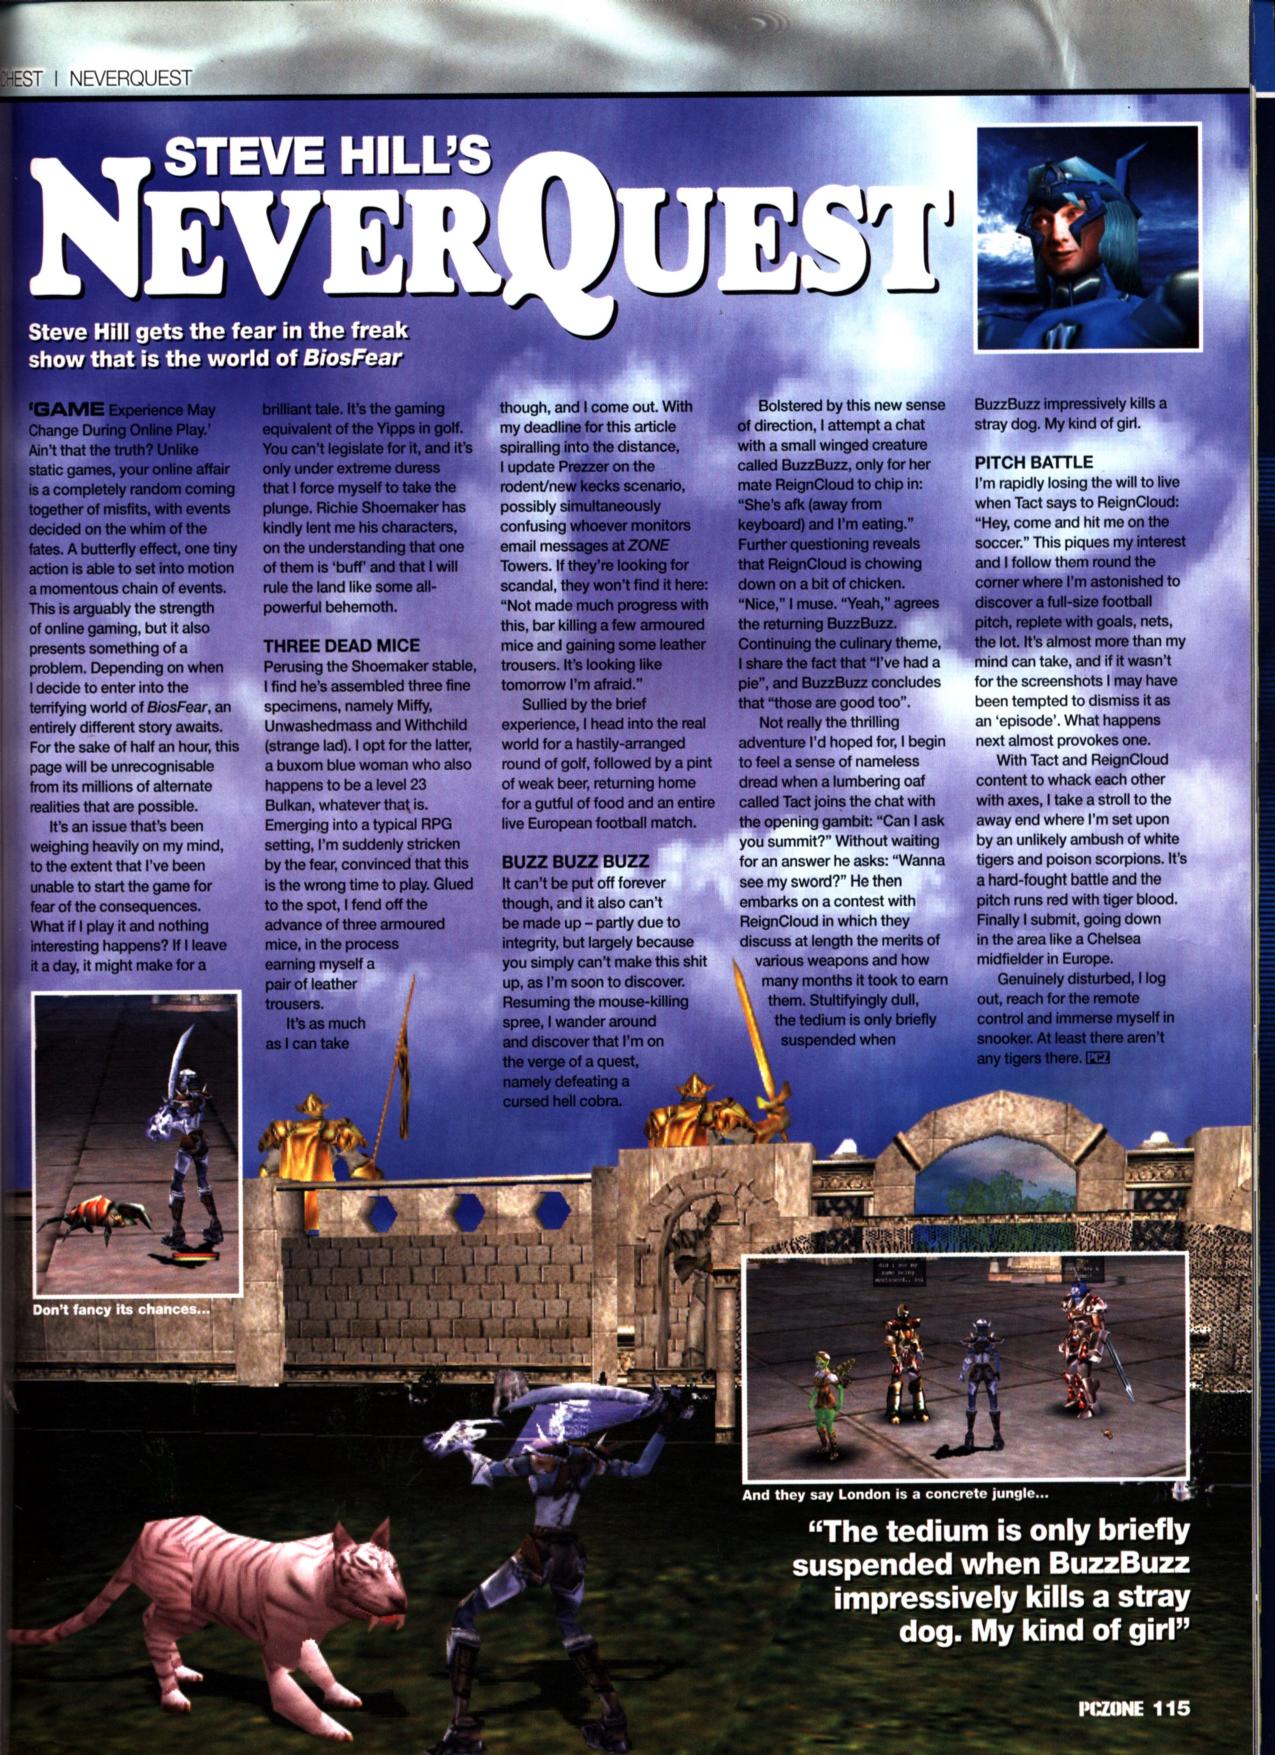 CHEST | NEVERQUEST
STEVE HILL'S
NEVERQUEST
Steve Hill gets the fear in the freak
show that is the world of BiosFear
'GAME Experience May
Change During Online Play.'
Ain't that the truth? Unlike
static games, your online affair
is a completely random coming
together of misfits, with events
decided on the whim of the
fates. A butterfly effect, one tiny
action is able to set into motion
a momentous chain of events.
This is arguably the strength
of online gaming, but it also
presents something of a
problem. Depending on when
I decide to enter into the
terrifying world of BiosFear, an
entirely different story awaits.
For the sake of half an hour, this
page will be unrecognisable
from its millions of alternate
realities that are possible.
It's an issue that's been
weighing heavily on my mind,
to the extent that I've been
unable to start the game for
fear of the consequences.
What if I play it and nothing
interesting happens? If I leave
it a day, it might make for a
brilliant tale. It's the gaming
equivalent of the Yipps in golf.
You can't legislate for it, and it's
only under extreme duress
that I force myself to take the
plunge. Richie Shoemaker has
kindly lent me his characters,
on the understanding that one
of them is 'buff' and that I will
rule the land like some all-
powerful behemoth.
THREE DEAD MICE
Perusing the Shoemaker stable,
I find he's assembled three fine
specimens, namely Miffy,
Unwashedmass and Withchild
(strange lad). I opt for the latter,
a buxom blue woman who also
happens to be a level 23
Bulkan, whatever that is.
Emerging into a typical RPG
setting, I'm suddenly stricken
by the fear, convinced that this
is the wrong time to play. Glued
to the spot, I fend off the
advance of three armoured
mice, in the process
earning myself a
pair of leather
trousers.
It's as much
as I can take
though, and I come out. With
my deadline for this article
spiralling into the distance,
I update Prezzer on the
rodent/new kecks scenario,
possibly simultaneously
confusing whoever monitors
email messages at ZONE
Towers. If they're looking for
scandal, they won't find it here:
"Not made much progress with
this, bar killing a few armoured
mice and gaining some leather
trousers. It's looking like
tomorrow I'm afraid."
Sullied by the brief
experience, I head into the real
world for a hastily-arranged
round of golf, followed by a pint
of weak beer, returning home
for a gutful of food and an entire
live European football match.
BUZZ BUZZ BUZZ
It can't be put off forever
though, and it also can't
be made up – partly due to
integrity, but largely because
you simply can't make this shit
up, as I'm soon to discover.
Resuming the mouse-killing
spree, I wander around
and discover that I'm on
the verge of a quest,
namely defeating a
cursed hell cobra.
Bolstered by this new sense
of direction, I attempt a chat
with a small winged creature
called BuzzBuzz, only for her
mate ReignCloud to chip in:
"She's afk (away from
keyboard) and I'm eating."
Further questioning reveals
that ReignCloud is chowing
down on a bit of chicken.
"Nice," I muse. "Yeah," agrees
the returning BuzzBuzz.
Continuing the culinary theme,
I share the fact that "I've had a
pie", and BuzzBuzz concludes
that "those are good too".
Not really the thrilling
adventure I'd hoped for, I begin
to feel a sense of nameless
dread when a lumbering oaf
called Tact joins the chat with
the opening gambit: "Can I ask
you summit?" Without waiting
for an answer he asks: "Wanna
see my sword?" He then
embarks on a contest with
ReignCloud in which they
discuss at length the merits of
various weapons and how
many months it took to earn
them. Stultifyingly dull,
the tedium is only briefly
suspended when
BuzzBuzz impressively kills a
stray dog. My kind of girl.
PITCH BATTLE
I'm rapidly losing the will to live
when Tact says to ReignCloud:
"Hey, come and hit me on the
soccer." This piques my interest
and I follow them round the
corner where I'm astonished to
discover a full-size football
pitch, replete with goals, nets,
the lot. It's almost more than my
mind can take, and if it wasn't
for the screenshots I may have
been tempted to dismiss it as
an 'episode'. What happens
next almost provokes one.
With Tact and ReignCloud
content to whack each other
with axes, I take a stroll to the
away end where I'm set upon
by an unlikely ambush of white
tigers and poison scorpions. It's
a hard-fought battle and the
pitch runs red with tiger blood.
Finally I submit, going down
in the area like a Chelsea
midfielder in Europe.
Genuinely disturbed, I log
out, reach for the remote
control and immerse myself in
snooker. At least there aren't
any tigers there. PCZ
Don't fancy its chances...
And they say London is a concrete jungle...
"The tedium is only briefly
suspended when BuzzBuzz
impressively kills a stray
dog. My kind of girl"
PCZONE 115